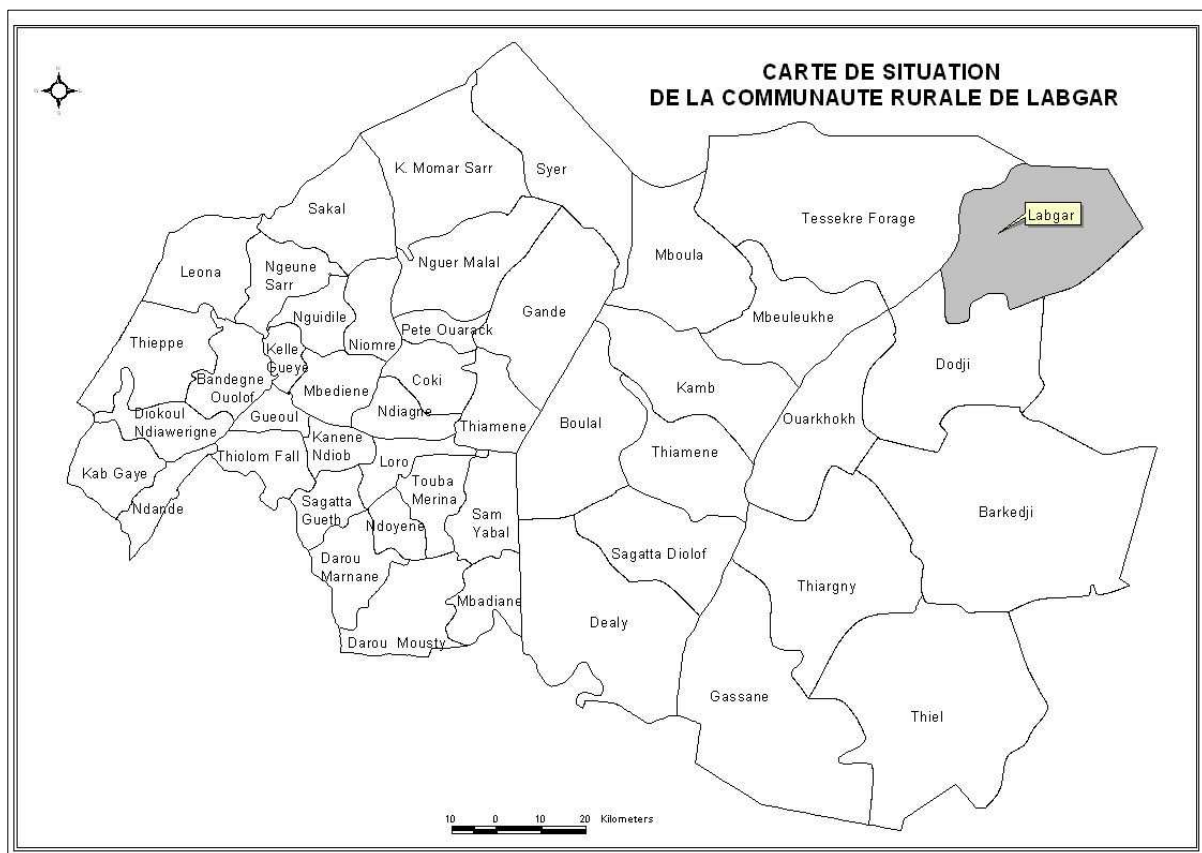 CARTE DE SITUATION
DE LA COMMUNAUTE RURALE DE LABGAR
K. Momar Sarr
Syer
Sakal
Labgar
Tessekre Forage
Leona
Ngeune
Sarr
Nguer Malal
Mboula
Nguidile
Niomre
Pete Ouarack
Gande
Mbeuleukhe
Thieppe
Kelle
Gueye
Bandegne
Ouolof
Mbediene
Coki
Kamb
Dodji
Diokoul
Ndiawerigne
Gueoul
Ndiagne
Thiamene
Boulal
Ouarkhokh
Kanene
Ndiob
Thiolom Fall
Loro
Thiamene
Kab Gaye
Touba
Merina
Ndande
Sagatta
Gueth
Ndoyene
Sam
Yabal
Barkedji
Darou
Marnane
Sagatta Diolof
Thiargny
Mbadiane
Dealy
Darou Mousty
Gassane
Thiel
10 0 10 20 Kilometers